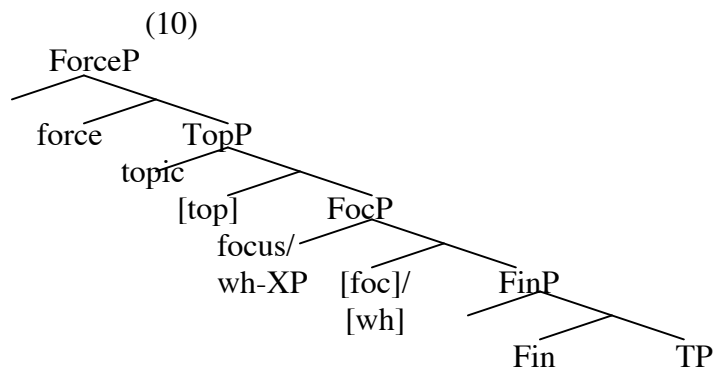 (10)
ForceP
force TopP
topic
[top] FocP
focus/
wh-XP [foc]/ FinP
[wh]
Fin TP